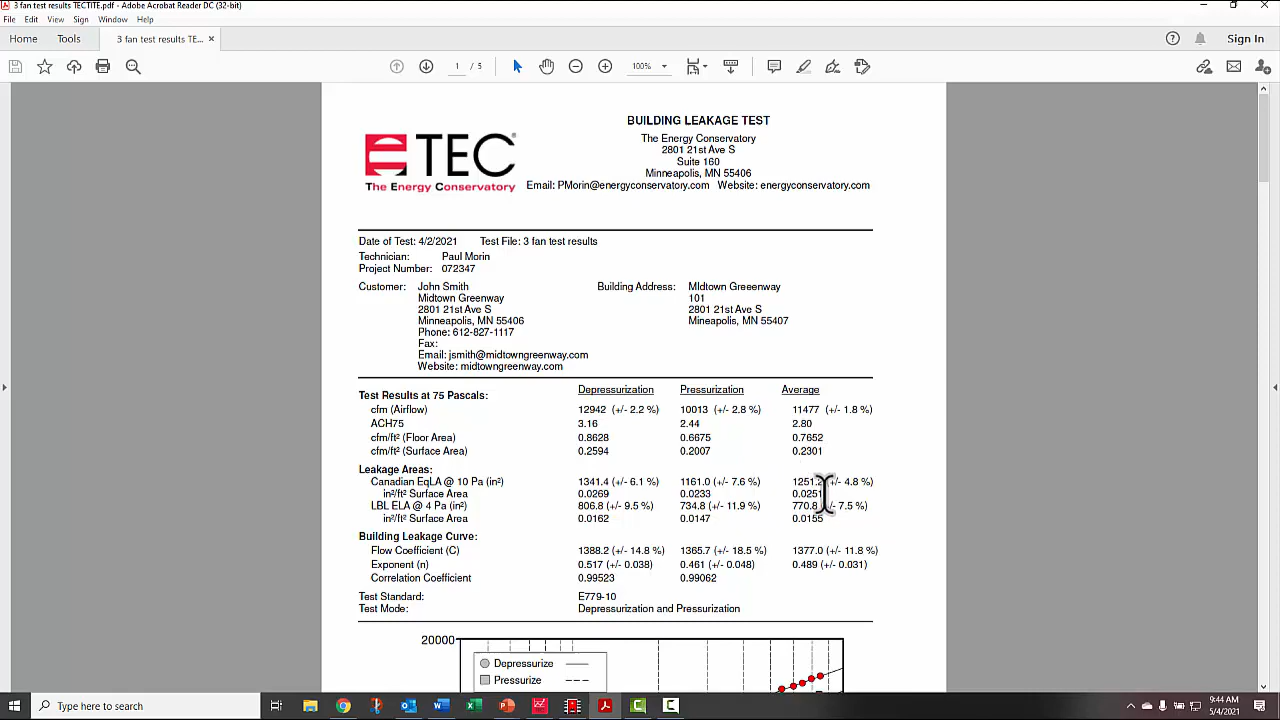 3 fan test results TECTITE.pdf - Adobe Acrobat Reader DC (32-bit)
File Edit View Sign Window Help
Home Tools 3 fan test results TE... × Sign In
1 / 5 100%
BUILDING LEAKAGE TEST
The Energy Conservatory
2801 21st Ave S
Suite 160
Minneapolis, MN 55406
Email: PMorin@energyconservatory.com Website: energyconservatory.com
TEC
The Energy Conservatory
Date of Test: 4/2/2021 Test File: 3 fan test results
Technician: Paul Morin
Project Number: 072347
Customer: John Smith Building Address: MIdtown Greeenway
Midtown Greenway 101
2801 21st Ave S 2801 21st Ave S
Minneapolis, MN 55406 Mineapolis, MN 55407
Phone: 612-827-1117
Fax:
Email: jsmith@midtowngreenway.com
Website: midtowngreenway.com
Test Results at 75 Pascals: Depressurization Pressurization Average
cfm (Airflow) 12942 (+/- 2.2 %) 10013 (+/- 2.8 %) 11477 (+/- 1.8 %)
ACH75 3.16 2.44 2.80
cfm/ft² (Floor Area) 0.8628 0.6675 0.7652
cfm/ft² (Surface Area) 0.2594 0.2007 0.2301
Leakage Areas:
Canadian EqLA @ 10 Pa (in²) 1341.4 (+/- 6.1 %) 1161.0 (+/- 7.6 %) 1251.2 (+/- 4.8 %)
in²/ft² Surface Area 0.0269 0.0233 0.0251
LBL ELA @ 4 Pa (in²) 806.8 (+/- 9.5 %) 734.8 (+/- 11.9 %) 770.8 (+/- 7.5 %)
in²/ft² Surface Area 0.0162 0.0147 0.0155
Building Leakage Curve:
Flow Coefficient (C) 1388.2 (+/- 14.8 %) 1365.7 (+/- 18.5 %) 1377.0 (+/- 11.8 %)
Exponent (n) 0.517 (+/- 0.038) 0.461 (+/- 0.048) 0.489 (+/- 0.031)
Correlation Coefficient 0.99523 0.99062
Test Standard: E779-10
Test Mode: Depressurization and Pressurization
20000
Depressurize
Pressurize
Type here to search
9:44 AM
5/4/2021